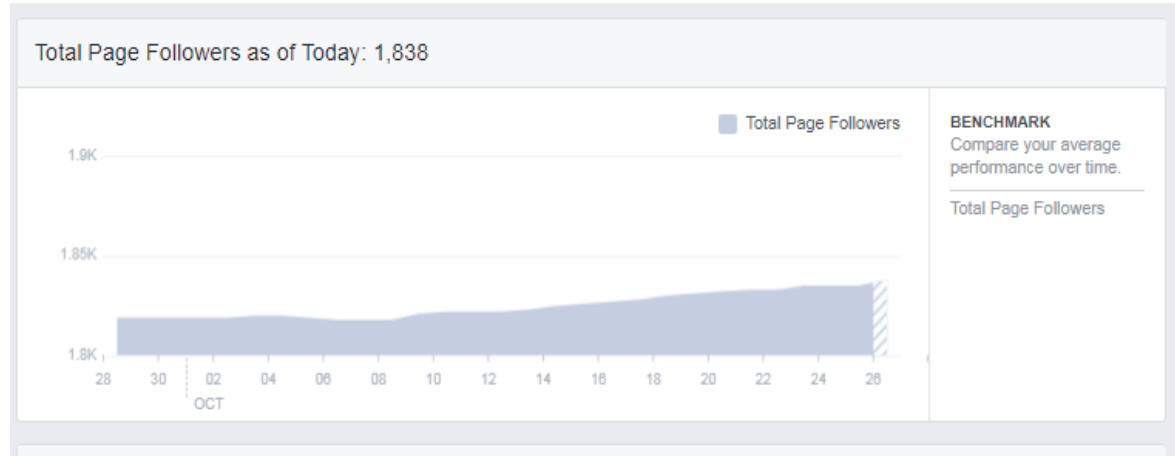 Total Page Followers as of Today: 1,838
Total Page Followers
BENCHMARK
Compare your average
performance over time.
Total Page Followers
1.9K
1.85K
1.8K
28 30 02 04 06 08 10 12 14 16 18 20 22 24 26
OCT